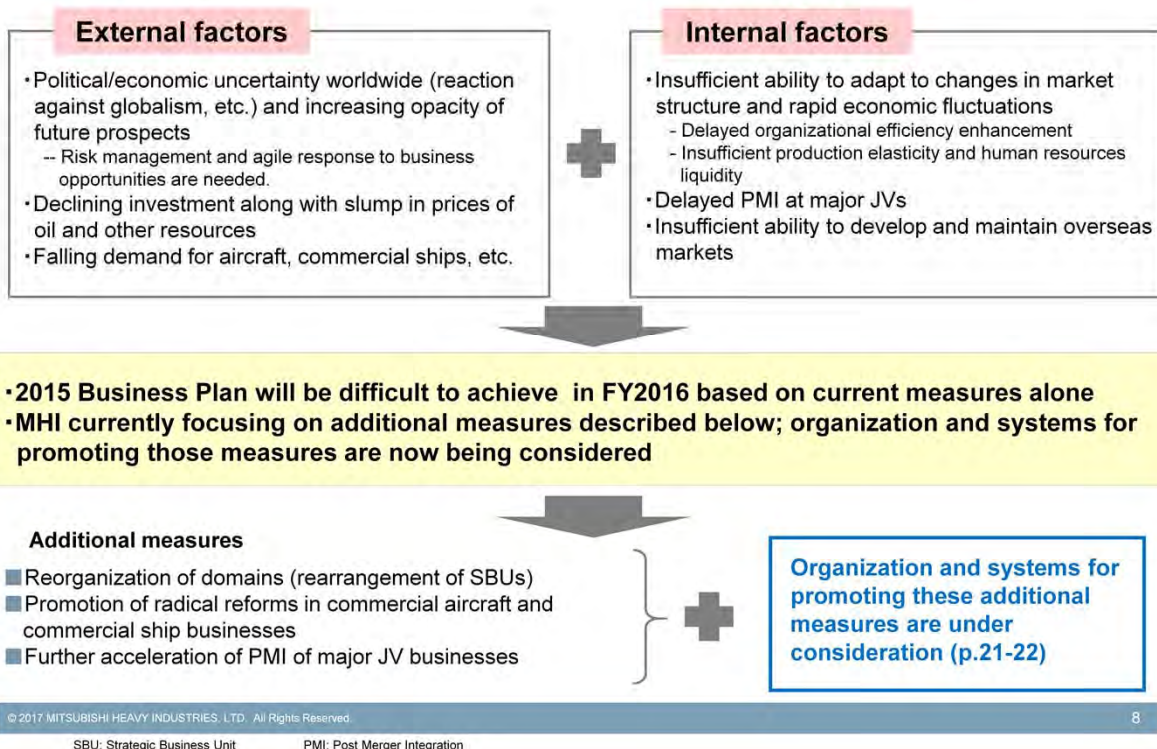 External factors
・Political/economic uncertainty worldwide (reaction
against globalism, etc.) and increasing opacity of
future prospects
-- Risk management and agile response to business
opportunities are needed.
・Declining investment along with slump in prices of
oil and other resources
・Falling demand for aircraft, commercial ships, etc.
Internal factors
・Insufficient ability to adapt to changes in market
structure and rapid economic fluctuations
- Delayed organizational efficiency enhancement
- Insufficient production elasticity and human resources
liquidity
・Delayed PMI at major JVs
・Insufficient ability to develop and maintain overseas
markets
・2015 Business Plan will be difficult to achieve in FY2016 based on current measures alone
・MHI currently focusing on additional measures described below; organization and systems for
promoting those measures are now being considered
Additional measures
■Reorganization of domains (rearrangement of SBUs)
■Promotion of radical reforms in commercial aircraft and
commercial ship businesses
■Further acceleration of PMI of major JV businesses
Organization and systems for
promoting these additional
measures are under
consideration (p.21-22)
© 2017 MITSUBISHI HEAVY INDUSTRIES, LTD. All Rights Reserved. 8
SBU: Strategic Business Unit PMI: Post Merger Integration